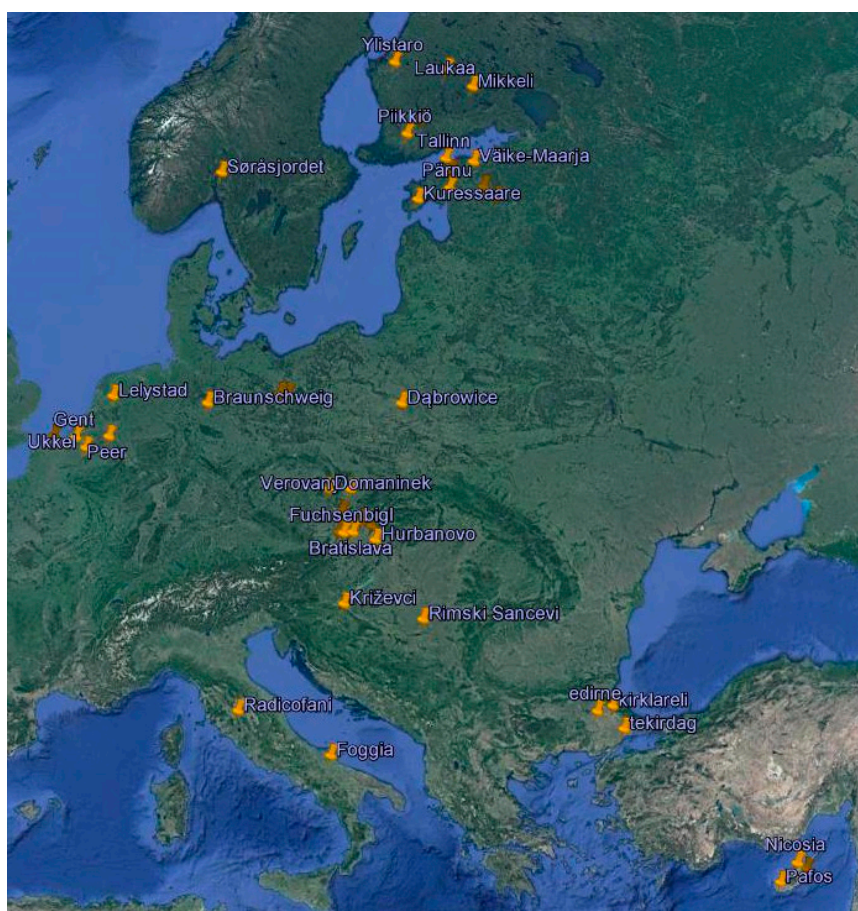 Ylistaro
Laukaa
Mikkeli
Piikkiö
Tallinn
Väike-Maarja
Søråsjordet
Pärnu
Kuressaare
Lelystad
Braunschweig
Dąbrowice
Gent
Ukkel
Peer
Domaninek
Fuchsenbigl
Hurbanovo
Bratislava
Križevci
Rimski Sancevi
edirne
kirklareli
Radicofani
tekirdag
Foggia
Nicosia
Pafos